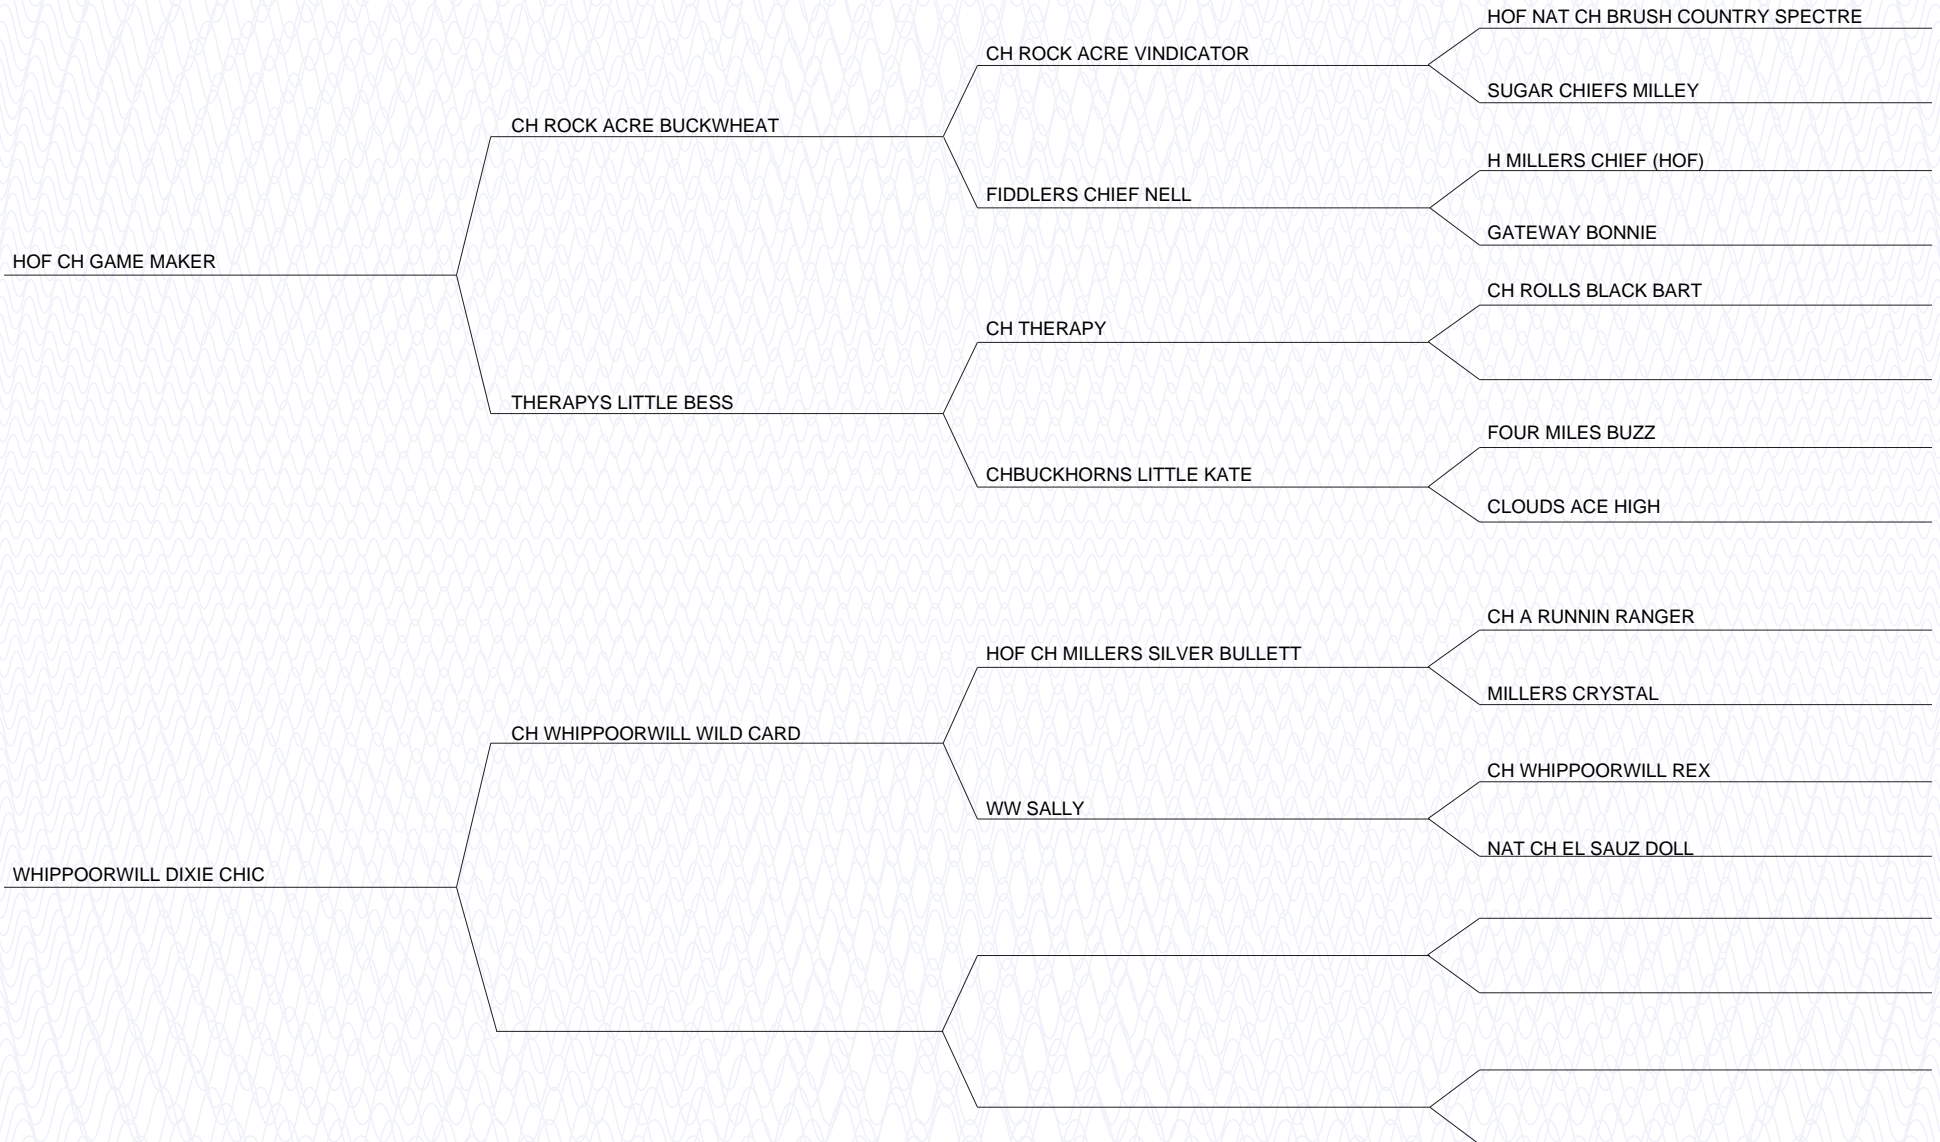 HOF NAT CH BRUSH COUNTRY SPECTRE
CH ROCK ACRE VINDICATOR
SUGAR CHIEFS MILLEY
CH ROCK ACRE BUCKWHEAT
H MILLERS CHIEF (HOF)
FIDDLERS CHIEF NELL
GATEWAY BONNIE
HOF CH GAME MAKER
CH ROLLS BLACK BART
CH THERAPY
THERAPYS LITTLE BESS
FOUR MILES BUZZ
CHBUCKHORNS LITTLE KATE
CLOUDS ACE HIGH
CH A RUNNIN RANGER
HOF CH MILLERS SILVER BULLETT
MILLERS CRYSTAL
CH WHIPPOORWILL WILD CARD
CH WHIPPOORWILL REX
WW SALLY
NAT CH EL SAUZ DOLL
WHIPPOORWILL DIXIE CHIC